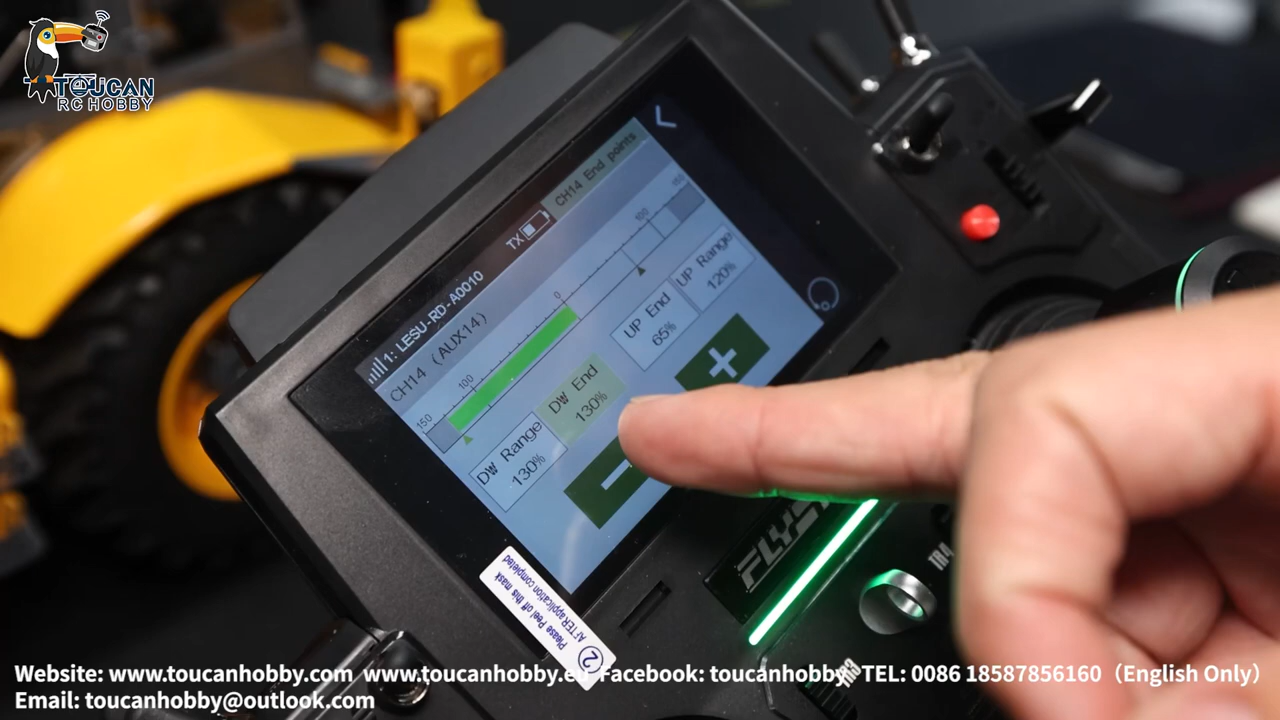 TOUCAN
RC HOBBY
1: LESU-RD-A0010
TX
CH14 End points
CH14 (AUX14)
150
100
0
100
150
DW Range
130%
DW End
130%
UP End
65%
UP Range
120%
Please Peel off this mask
AFTER application completed
2
Website: www.toucanhobby.com www.toucanhobby.eu Facebook: toucanhobby TEL: 0086 18587856160（English Only）
Email: toucanhobby@outlook.com